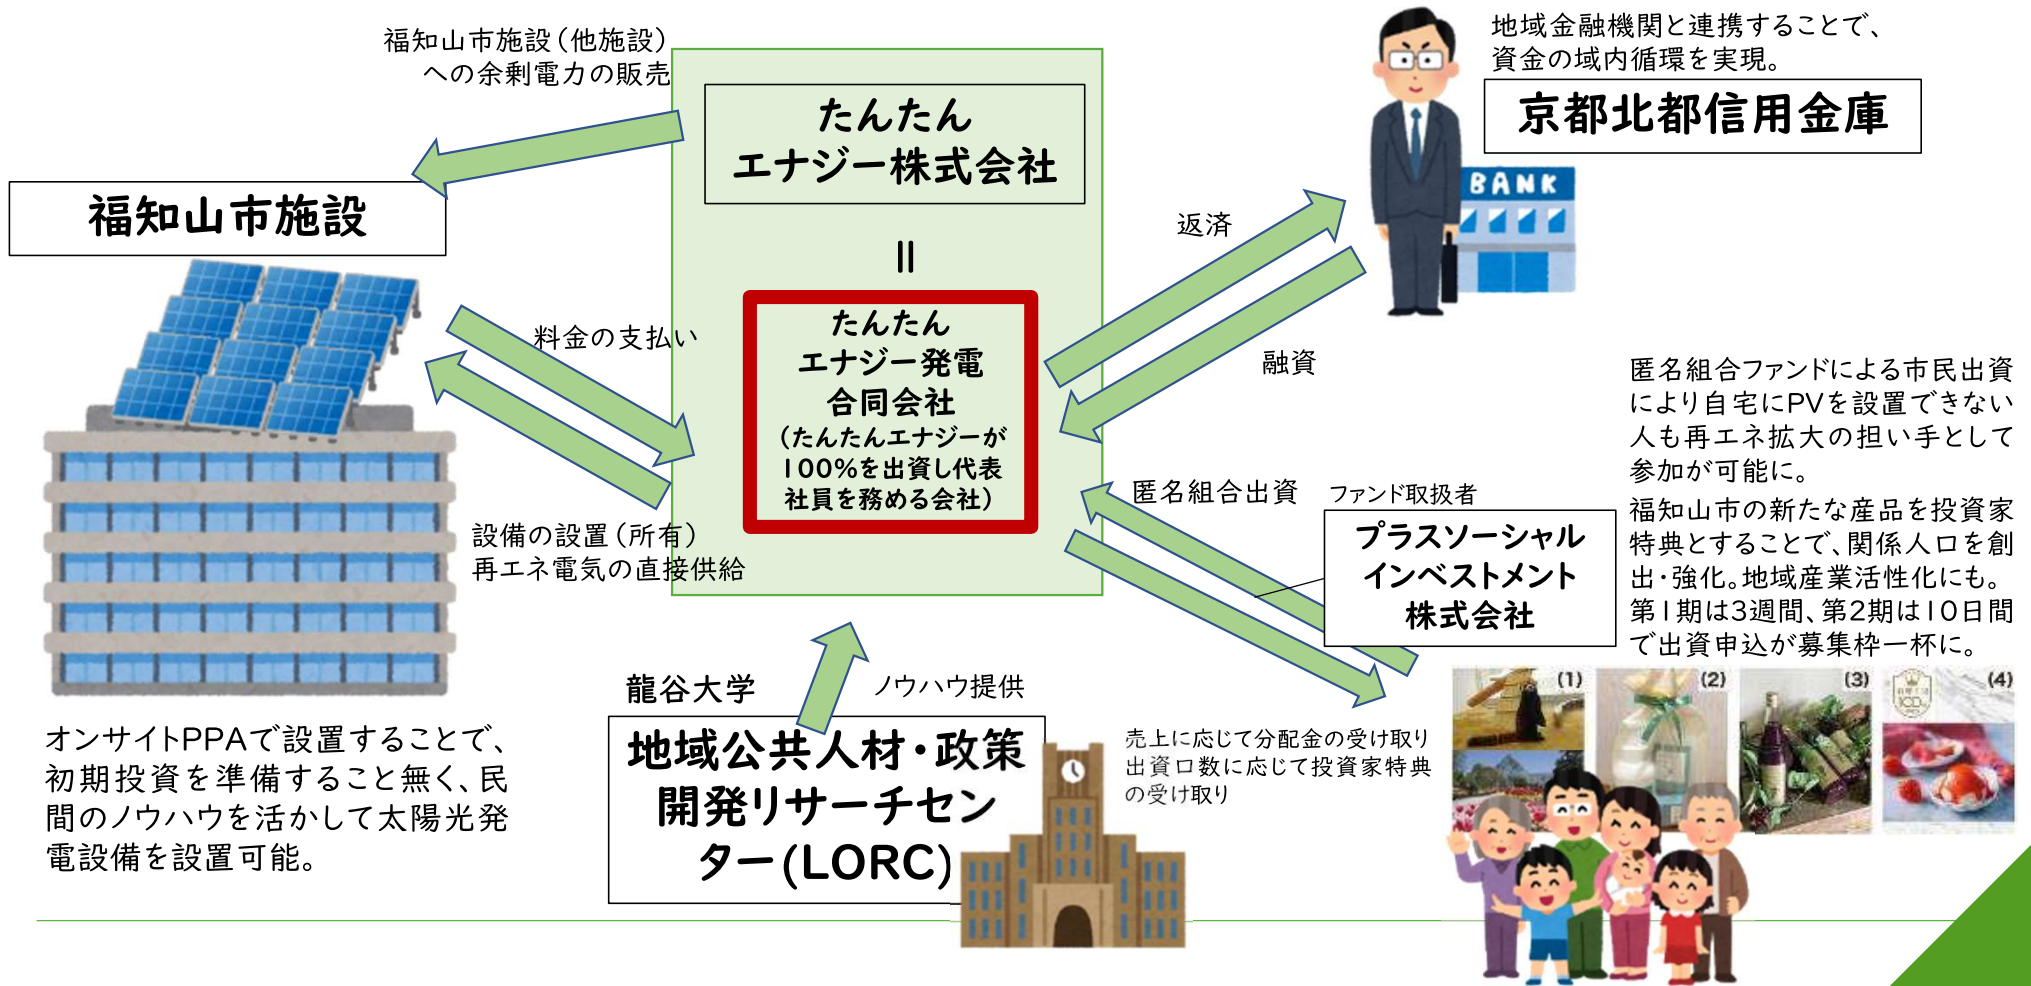 福知山市施設（他施設）
への余剰電力の販売
たんたん
エナジー株式会社
＝
たんたん
エナジー発電
合同会社
（たんたんエナジーが
100％を出資し代表
社員を務める会社）
地域金融機関と連携することで、
資金の域内循環を実現。
京都北都信用金庫
BANK
福知山市施設
返済
融資
料金の支払い
設備の設置（所有）
再エネ電気の直接供給
匿名組合出資
ファンド取扱者
プラスソーシャル
インベストメント
株式会社
匿名組合ファンドによる市民出資
により自宅にPVを設置できない
人も再エネ拡大の担い手として
参加が可能に。
福知山市の新たな産品を投資家
特典とすることで、関係人口を創
出・強化。地域産業活性化にも。
第1期は3週間、第2期は10日間
で出資申込が募集枠一杯に。
(1)
(2)
(3)
(4)
オンサイトPPAで設置することで、
初期投資を準備すること無く、民
間のノウハウを活かして太陽光発
電設備を設置可能。
龍谷大学
ノウハウ提供
地域公共人材・政策
開発リサーチセン
ター(LORC)
売上に応じて分配金の受け取り
出資口数に応じて投資家特典
の受け取り